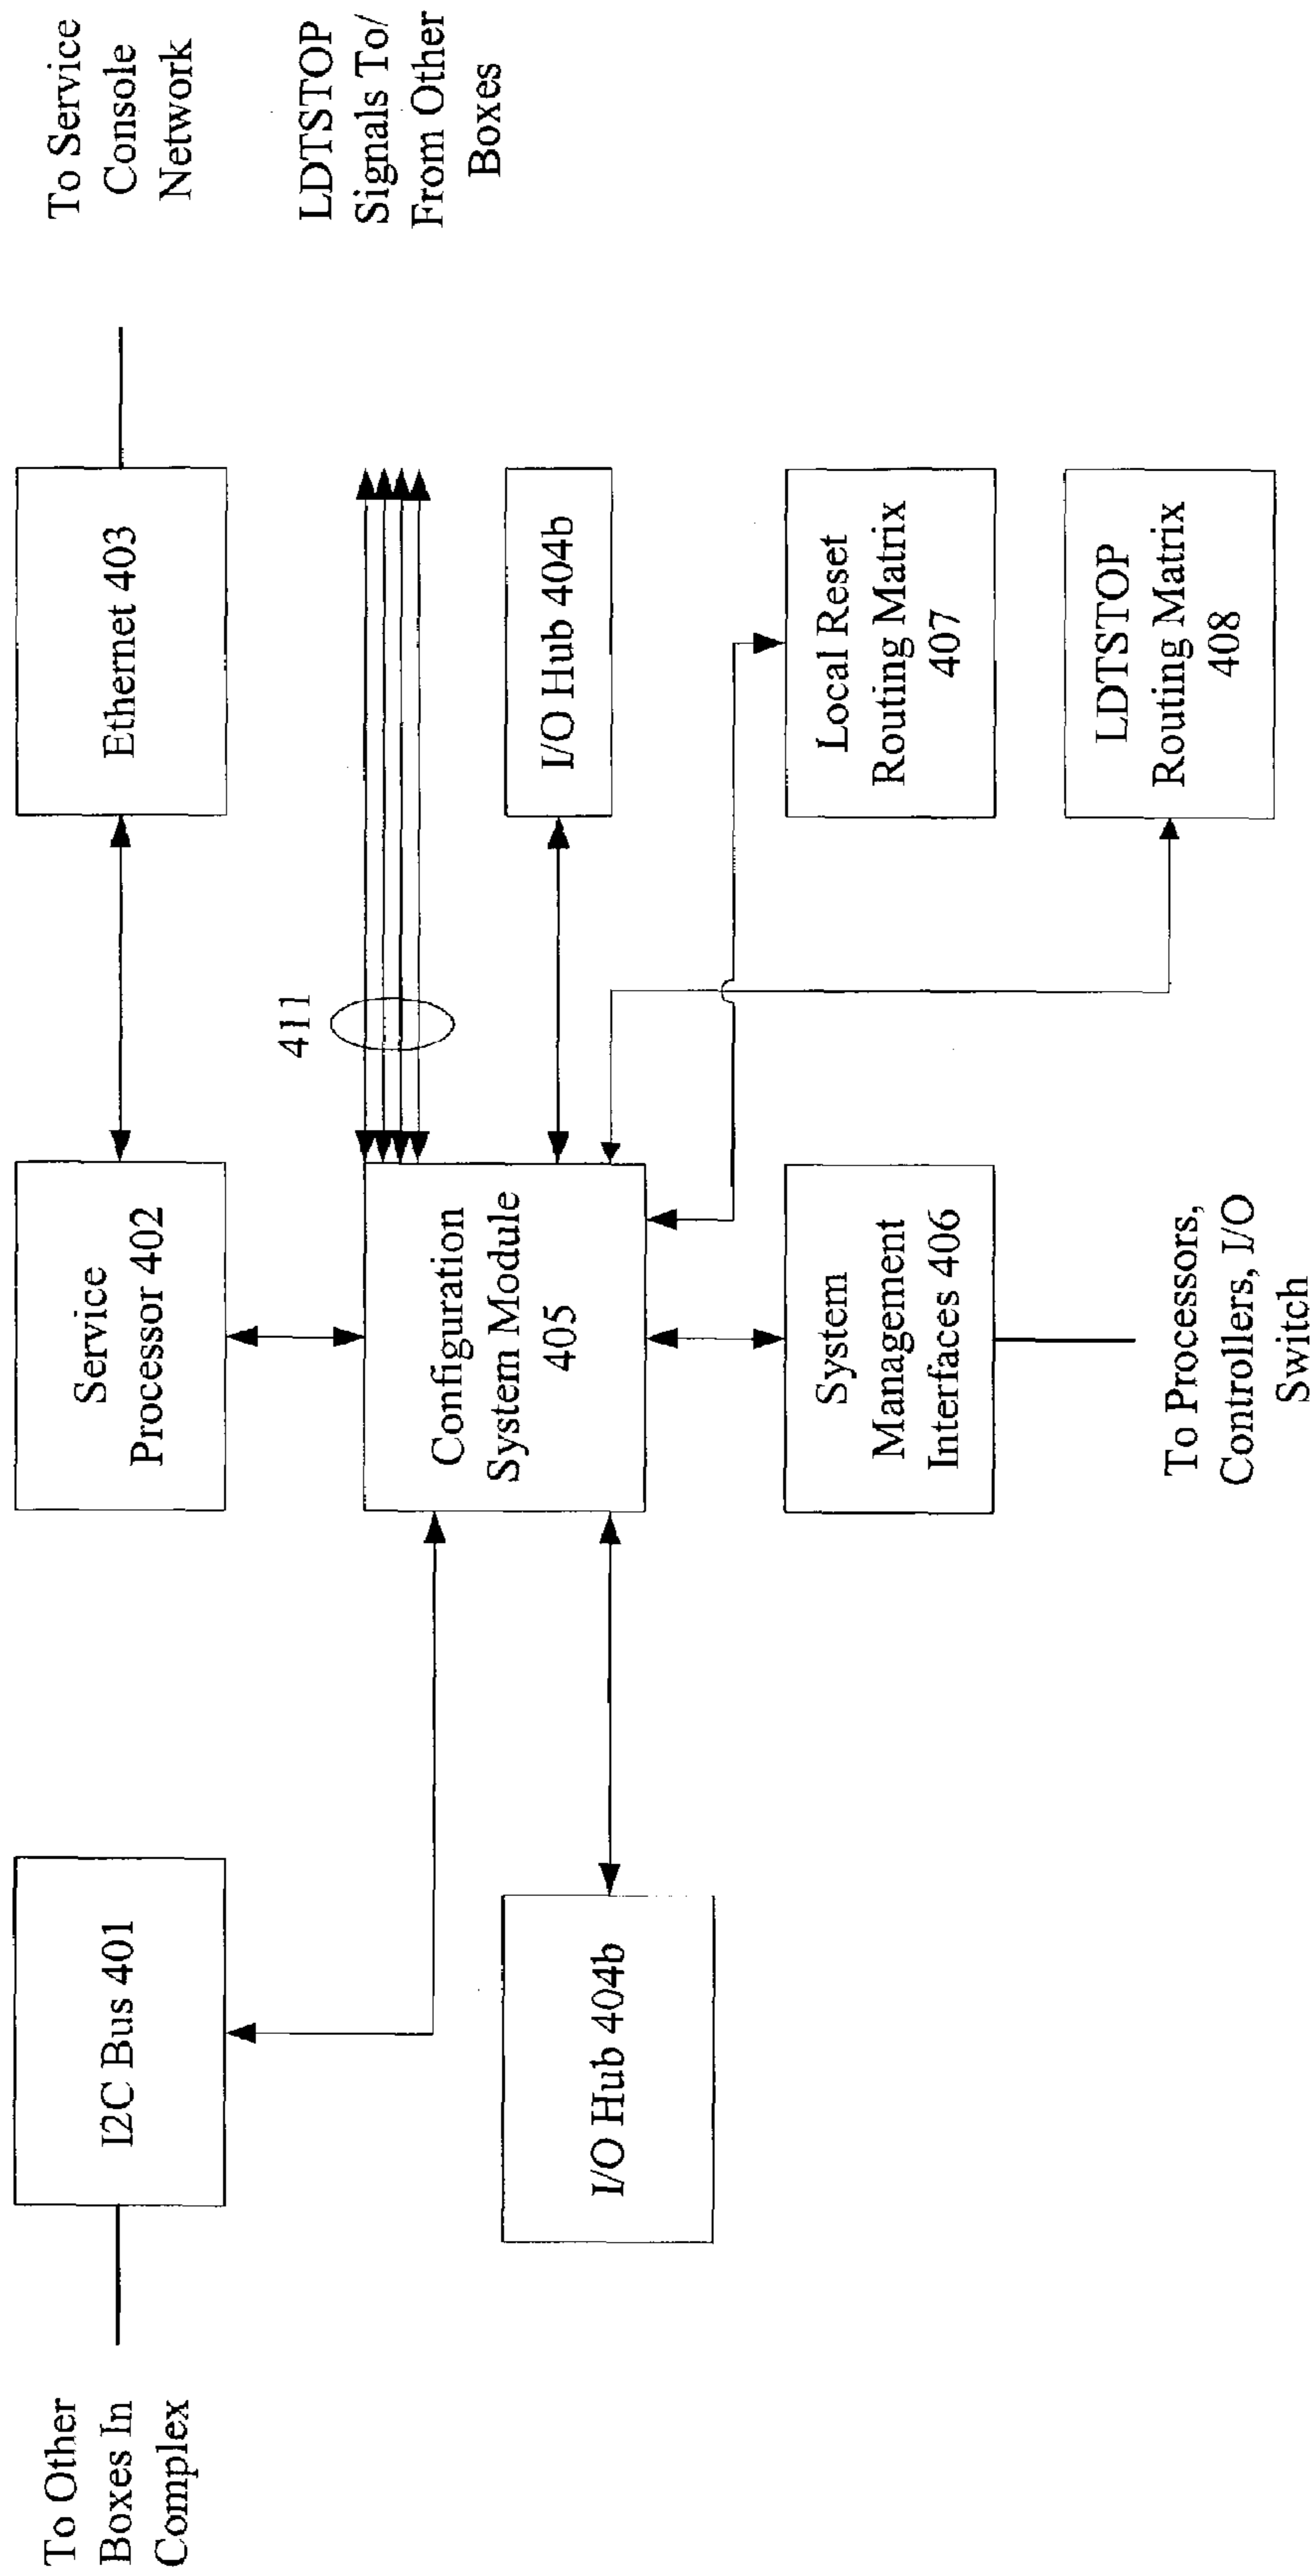 To Other
Boxes In
Complex
I2C Bus 401
Service
Processor 402
Ethernet 403
To Service
Console
Network
411
LDTSTOP
Signals To/
From Other
Boxes
I/O Hub 404b
Configuration
System Module
405
I/O Hub 404b
System
Management
Interfaces 406
Local Reset
Routing Matrix
407
LDTSTOP
Routing Matrix
408
To Processors,
Controllers, I/O
Switch